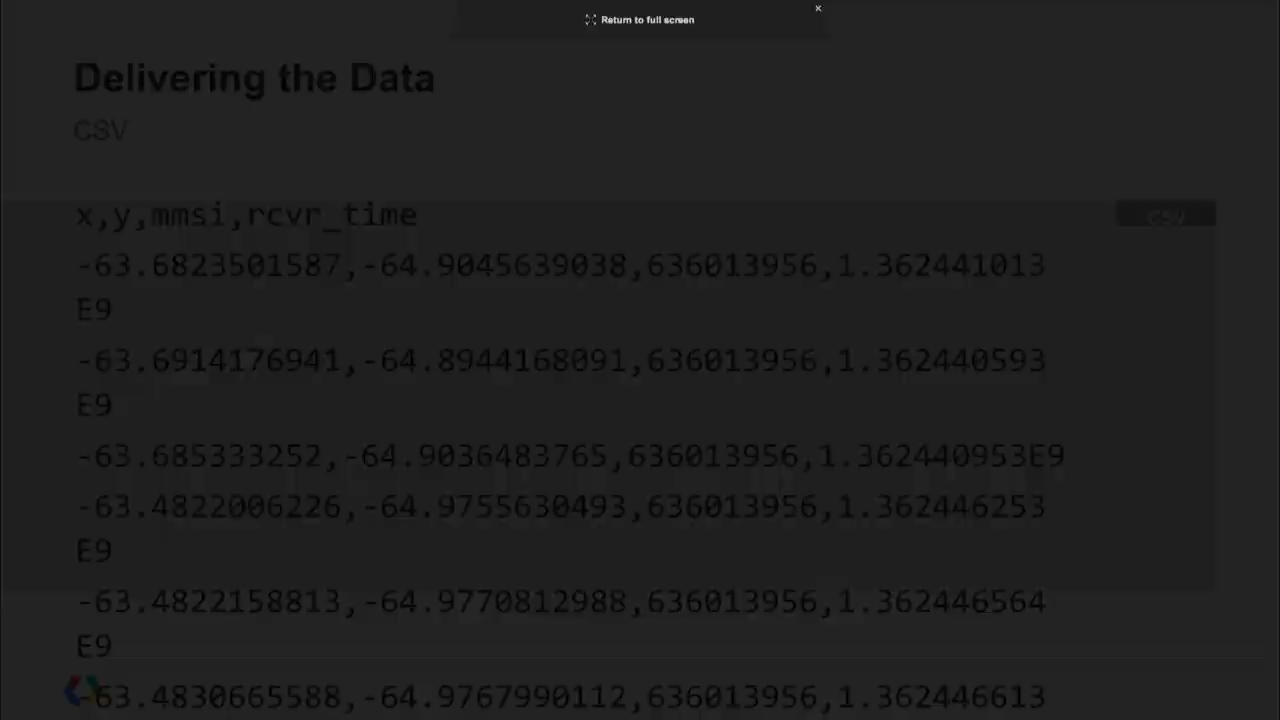 Return to full screen
×
Delivering the Data
CSV
CSV
x,y,mmsi,rcvr_time
-63.6823501587,-64.9045639038,636013956,1.362441013
E9
-63.6914176941,-64.8944168091,636013956,1.362440593
E9
-63.685333252,-64.9036483765,636013956,1.362440953E9
-63.4822006226,-64.9755630493,636013956,1.362446253
E9
-63.4822158813,-64.9770812988,636013956,1.362446564
E9
-63.4830665588,-64.9767990112,636013956,1.362446613